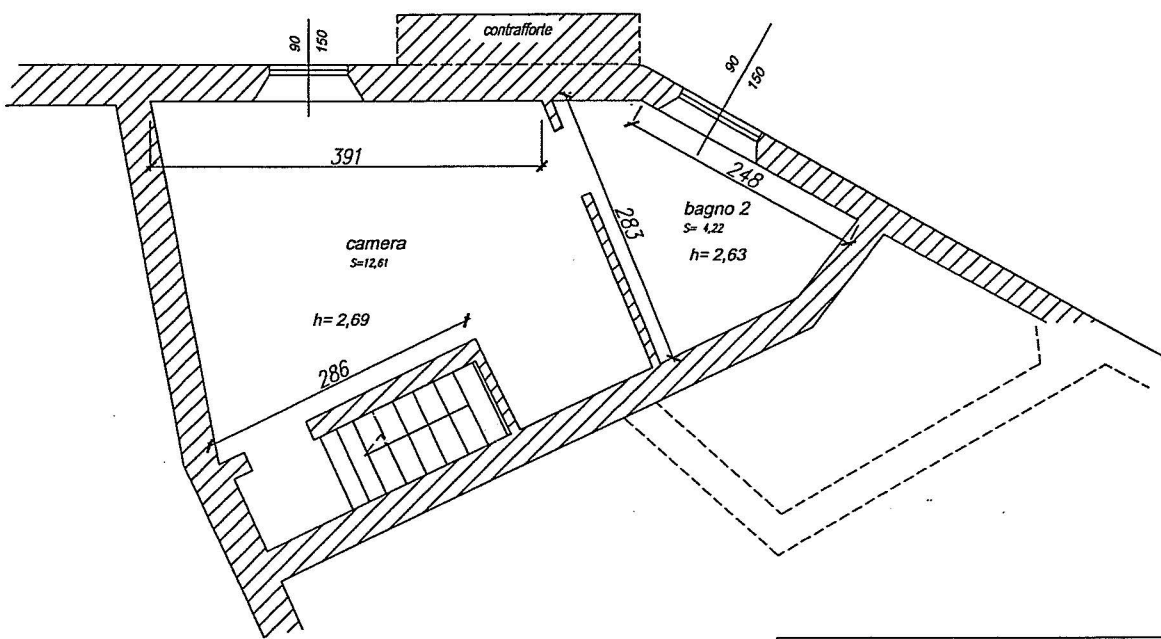 contrafforte
90
150
90
150
391
248
283
bagno 2
S= 4,22
h= 2,63
camera
S=12,61
h= 2,69
286